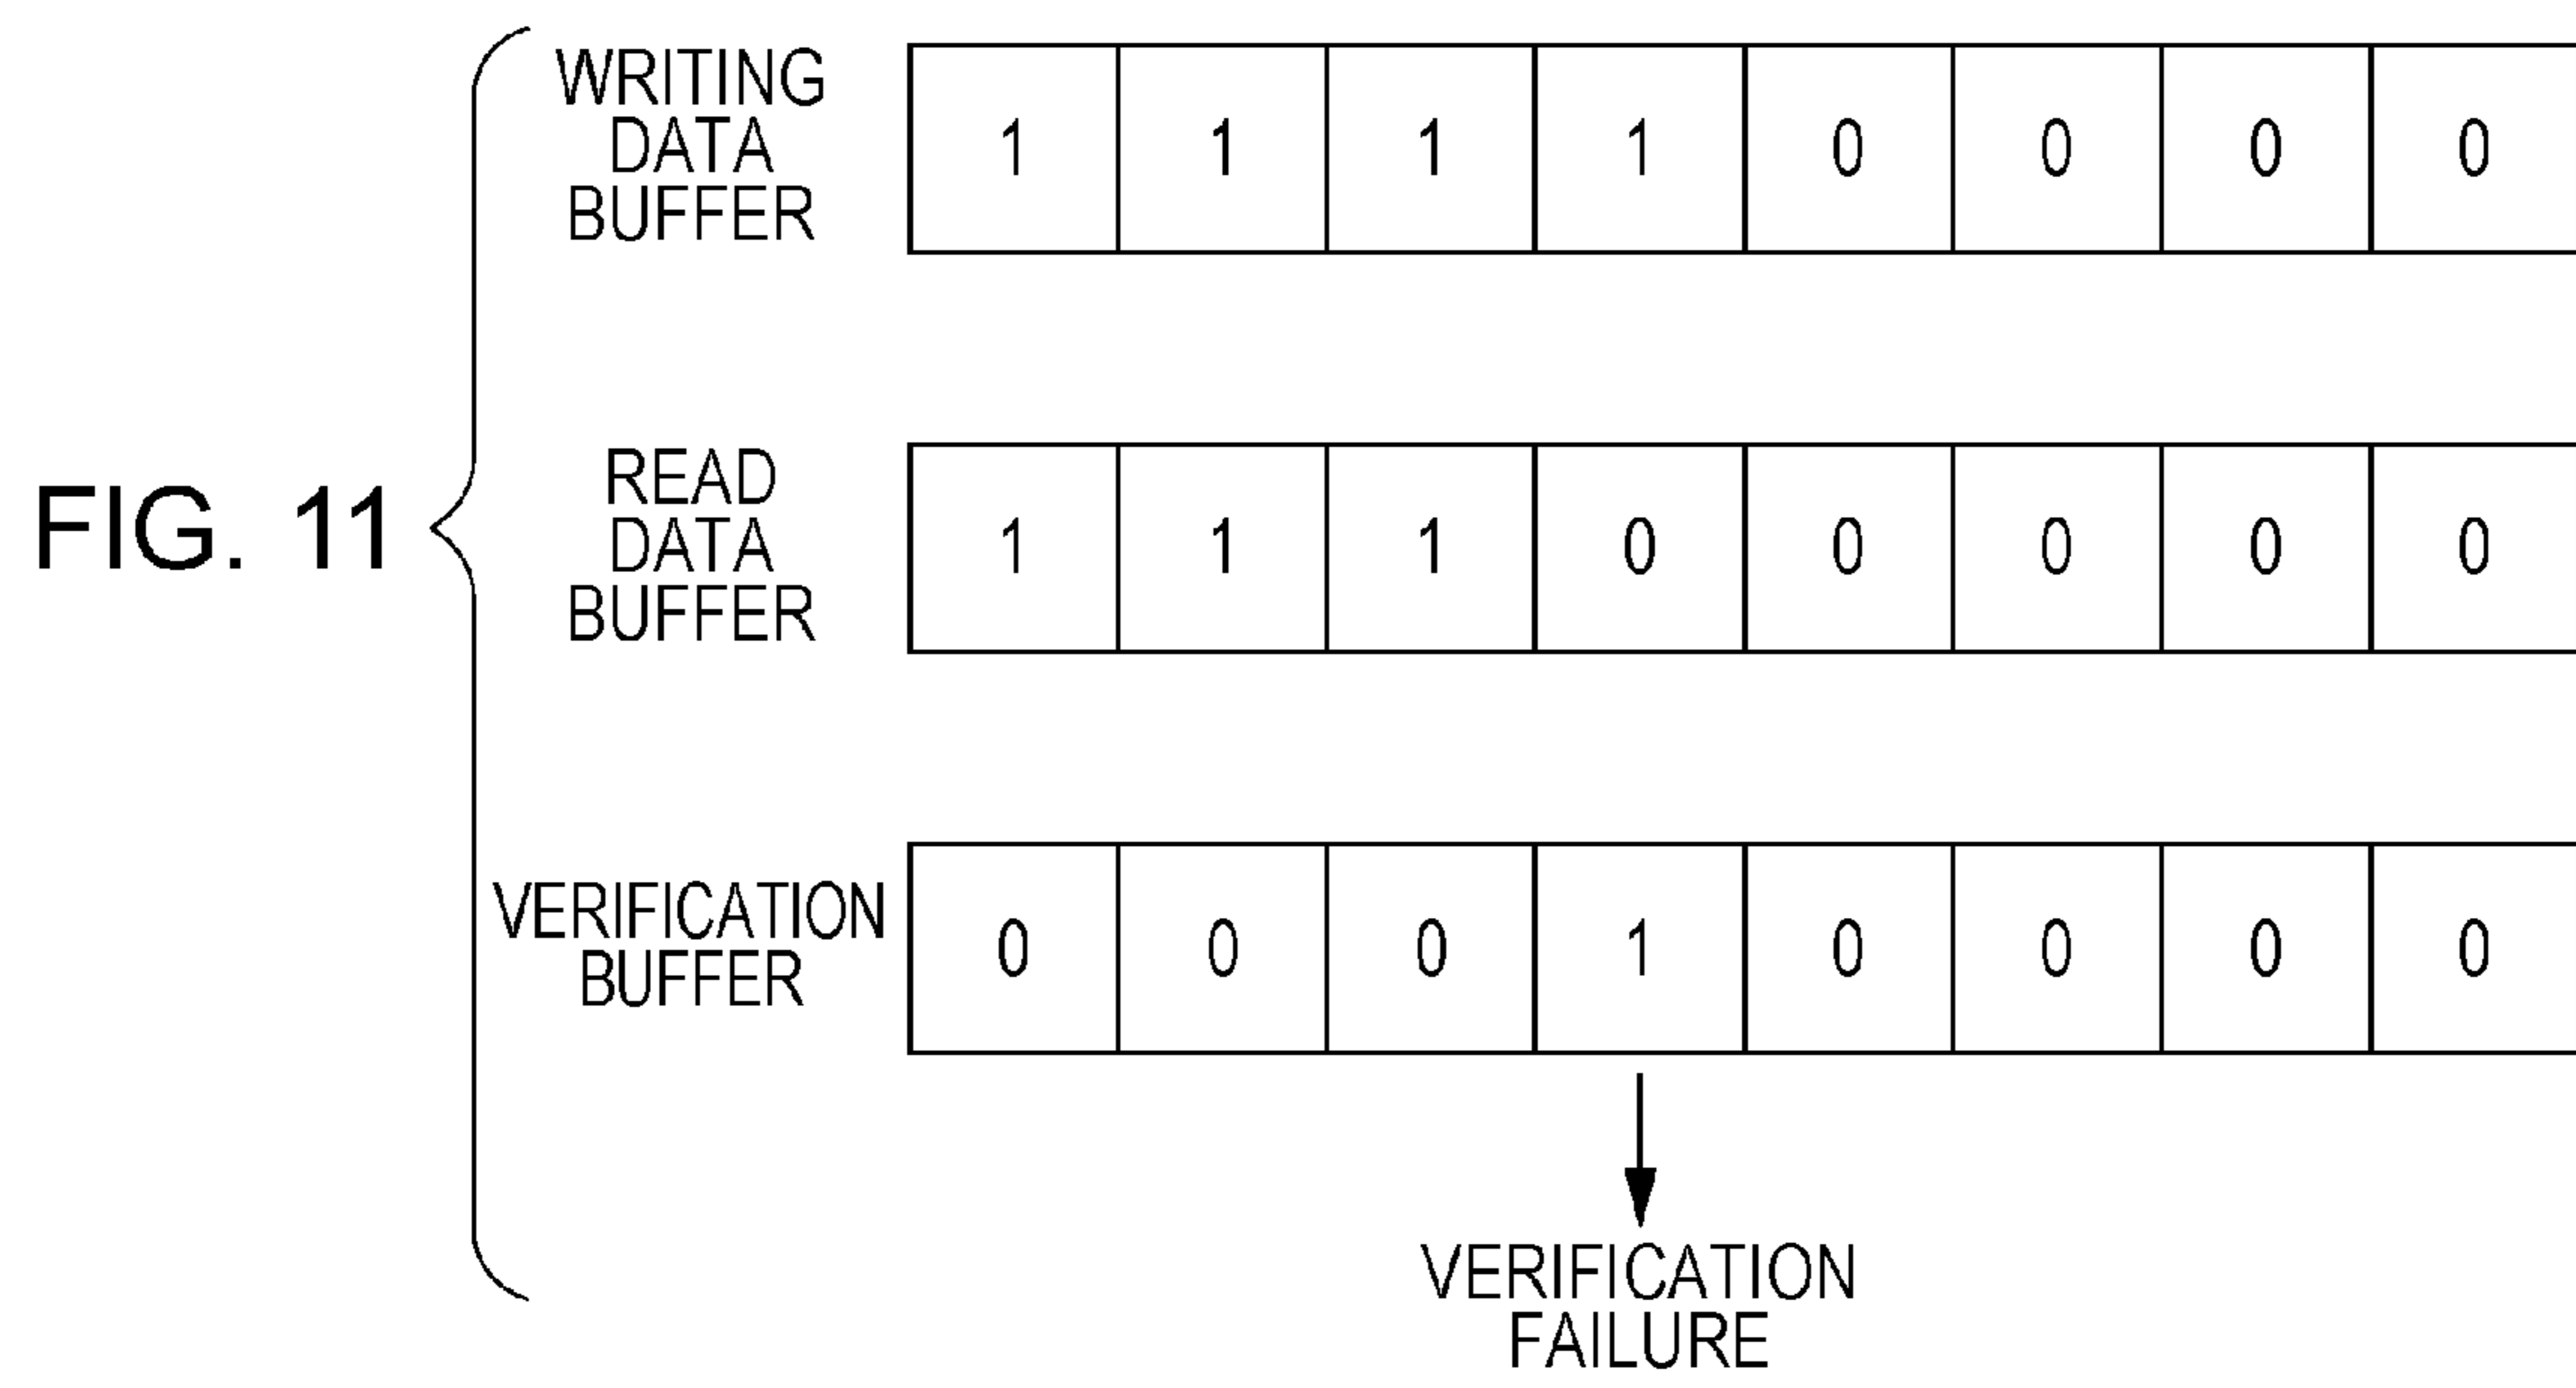 FIG. 11
WRITING
DATA
BUFFER
1 1 1 1 0 0 0 0
READ
DATA
BUFFER
1 1 1 0 0 0 0 0
VERIFICATION
BUFFER
0 0 0 1 0 0 0 0
VERIFICATION
FAILURE